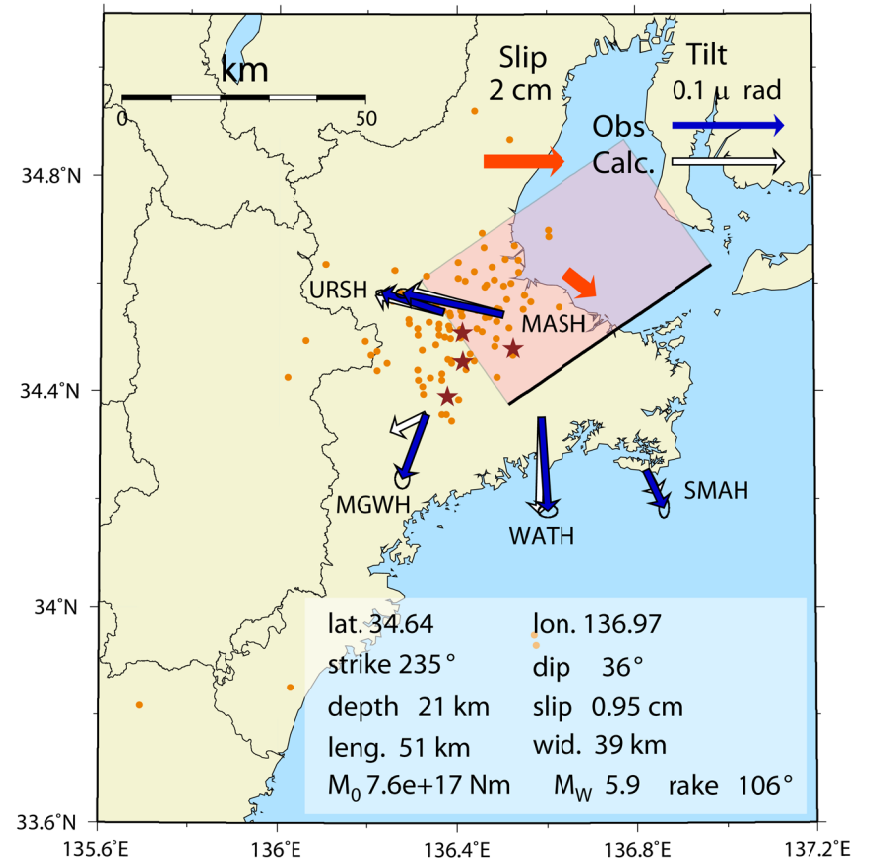 km
0 50
Slip
2 cm
Tilt
0.1 μ rad
Obs
Calc.
34.8°N
34.4°N
34°N
33.6°N
URSH
MASH
MGWH
WATH
SMAH
lat. 34.64 lon. 136.97
strike 235° dip 36°
depth 21 km slip 0.95 cm
leng. 51 km wid. 39 km
M0 7.6e+17 Nm MW 5.9 rake 106°
135.6°E 136°E 136.4°E 136.8°E 137.2°E